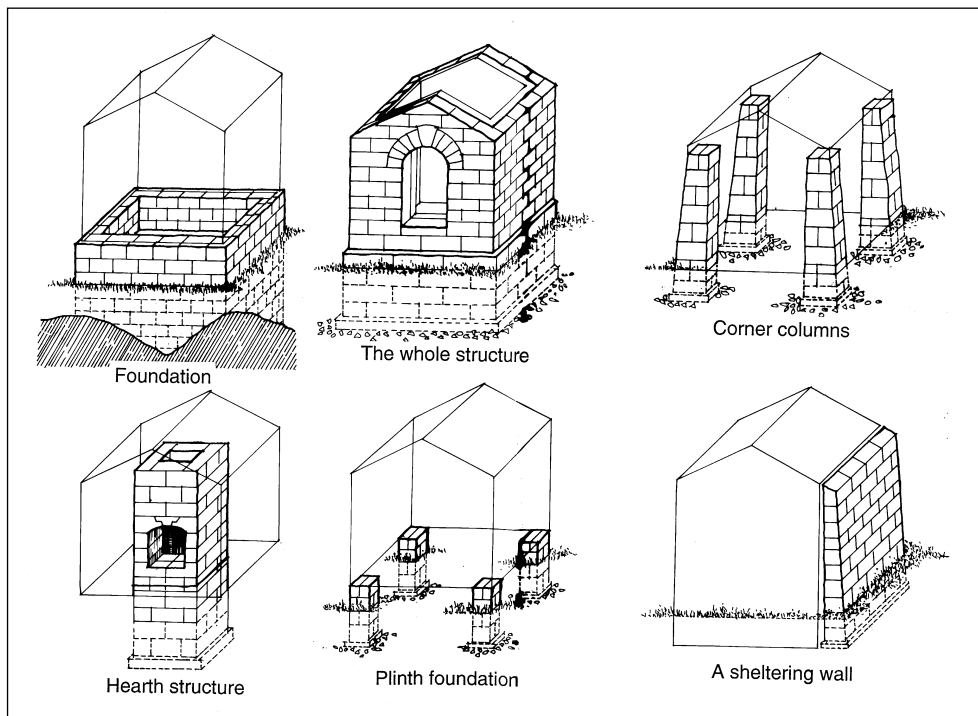 Foundation
The whole structure
Corner columns
Hearth structure
Plinth foundation
A sheltering wall